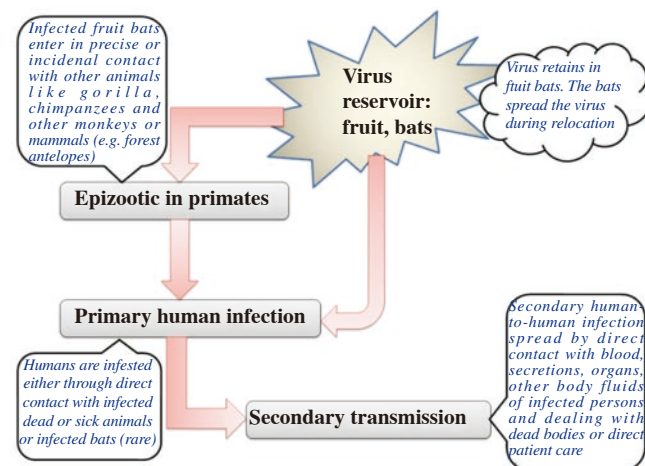 Infected fruit bats
enter in precise or
incidenal contact
with other animals
like gorilla,
chimpanzees and
other monkeys or
mammals (e.g. forest
antelopes)
Virus
reservoir:
fruit, bats
Virus retains in
ftuit bats. The bats
spread the virus
during relocation
Epizootic in primates
Primary human infection
Humans are infested
either through direct
contact with infected
dead or sick animals
or infected bats (rare)
Secondary transmission
Secondary human-
to-human infection
spread by direct
contact with blood,
secretions, organs,
other body fluids
of infected persons
and dealing with
dead bodies or direct
patient care